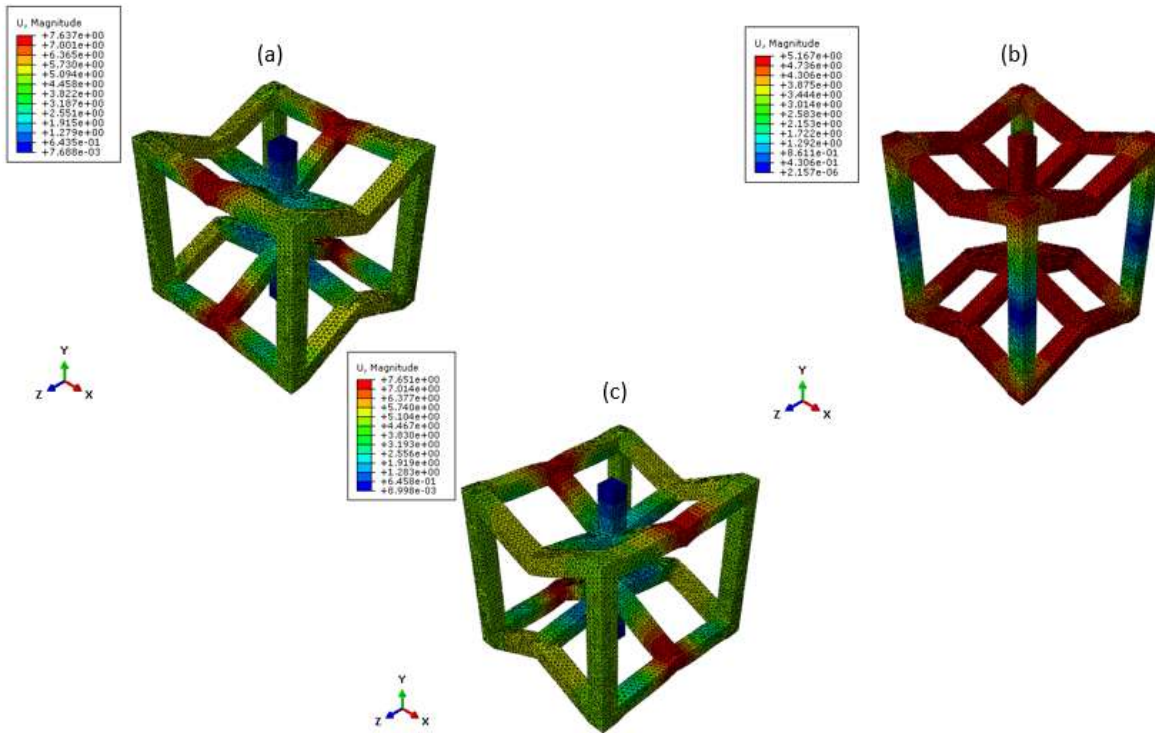 (a)
U, Magnitude
+7.637e+00
+7.001e+00
+6.365e+00
+5.730e+00
+5.094e+00
+4.458e+00
+3.822e+00
+3.187e+00
+2.551e+00
+1.915e+00
+1.279e+00
+6.435e-01
+7.688e-03
Y
Z
X
(b)
U, Magnitude
+5.167e+00
+4.736e+00
+4.306e+00
+3.875e+00
+3.444e+00
+3.014e+00
+2.583e+00
+2.153e+00
+1.722e+00
+1.292e+00
+8.611e-01
+4.306e-01
+2.157e-06
Y
Z
X
(c)
U, Magnitude
+7.651e+00
+7.014e+00
+6.377e+00
+5.740e+00
+5.104e+00
+4.467e+00
+3.830e+00
+3.193e+00
+2.556e+00
+1.919e+00
+1.283e+00
+6.458e-01
+8.998e-03
Y
Z
X